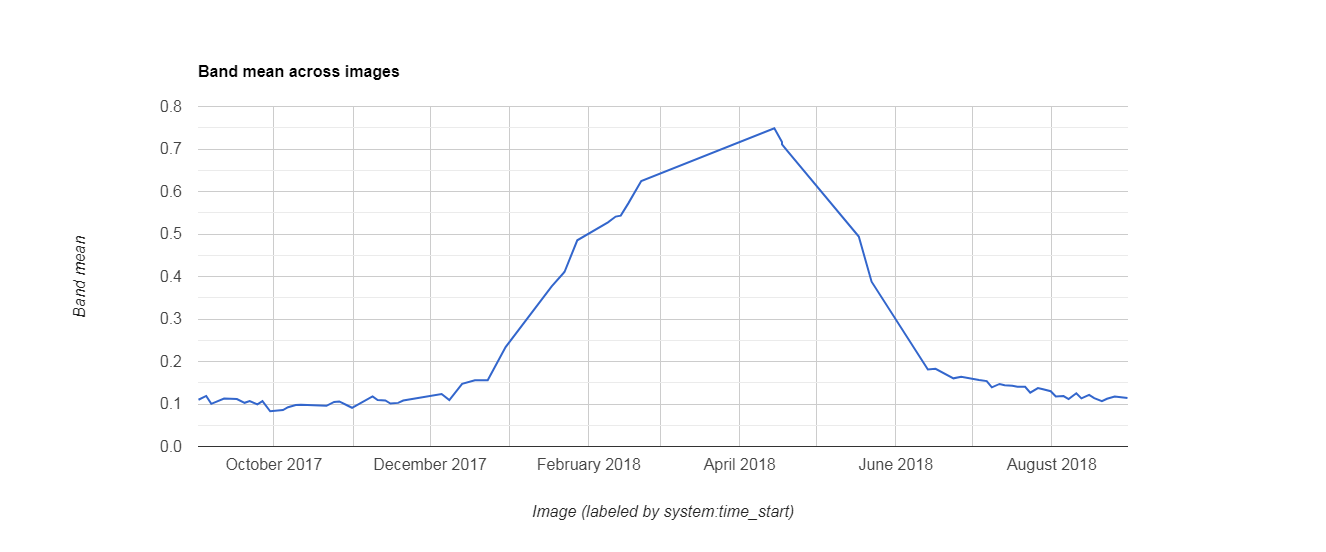 Band mean across images
0.8
0.7
0.6
0.5
0.4
0.3
0.2
0.1
0.0
Band mean
October 2017 December 2017 February 2018 April 2018 June 2018 August 2018
Image (labeled by system:time_start)